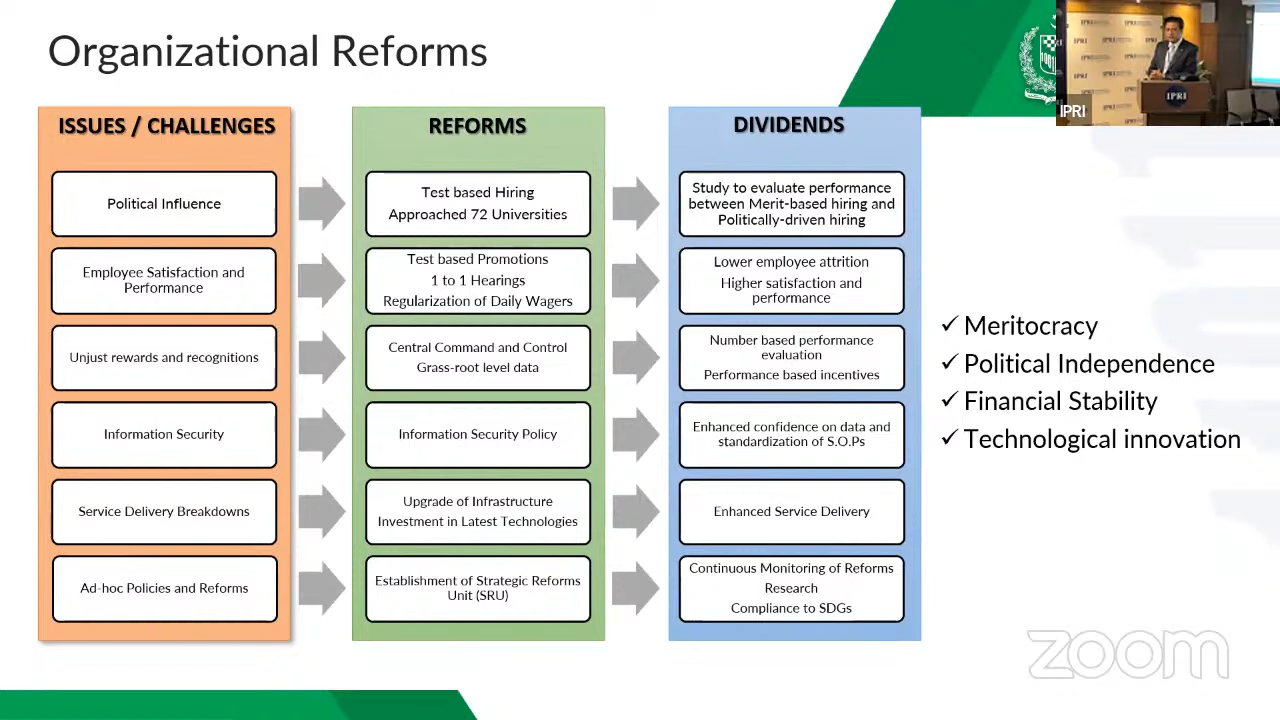 Organizational Reforms
ISSUES / CHALLENGES
Political Influence
Employee Satisfaction and
Performance
Unjust rewards and recognitions
Information Security
Service Delivery Breakdowns
Ad-hoc Policies and Reforms
REFORMS
Test based Hiring
Approached 72 Universities
Test based Promotions
1 to 1 Hearings
Regularization of Daily Wagers
Central Command and Control
Grass-root level data
Information Security Policy
Upgrade of Infrastructure
Investment in Latest Technologies
Establishment of Strategic Reforms
Unit (SRU)
DIVIDENDS
Study to evaluate performance
between Merit-based hiring and
Politically-driven hiring
Lower employee attrition
Higher satisfaction and
performance
Number based performance
evaluation
Performance based incentives
Enhanced confidence on data and
standardization of S.O.Ps
Enhanced Service Delivery
Continuous Monitoring of Reforms
Research
Compliance to SDGs
✓ Meritocracy
✓ Political Independence
✓ Financial Stability
✓ Technological innovation
IPRI
IPRI
IPRI
IPRI
IPRI
IPRI
zoom